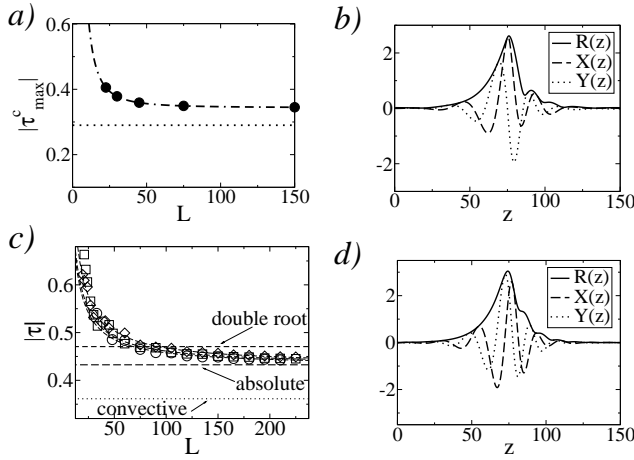 a)
0.6
0.4
0.2
|τ^c_max|
0
50
100
150
L
b)
2
0
-2
0
50
100
150
z
R(z)
X(z)
Y(z)
c)
0.6
0.5
0.4
|τ|
double root
absolute
convective
50
100
150
200
L
d)
2
0
-2
0
50
100
150
z
R(z)
X(z)
Y(z)